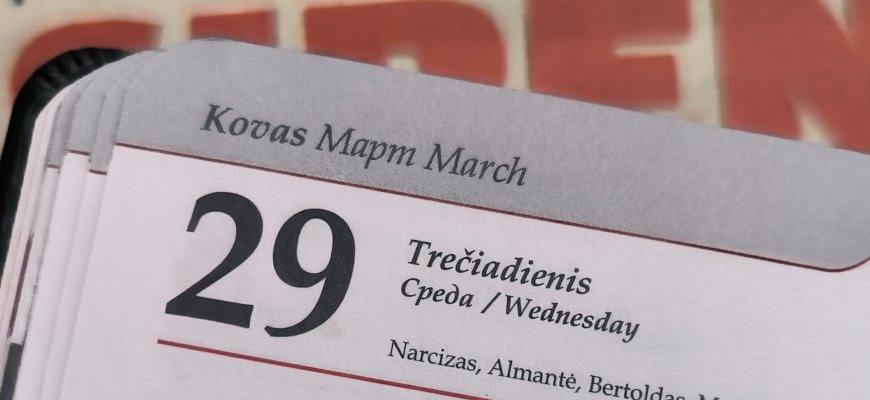 Kovas Март March
29
Trečiadienis
Среда / Wednesday
Narcizas, Almantė, Bertoldas,